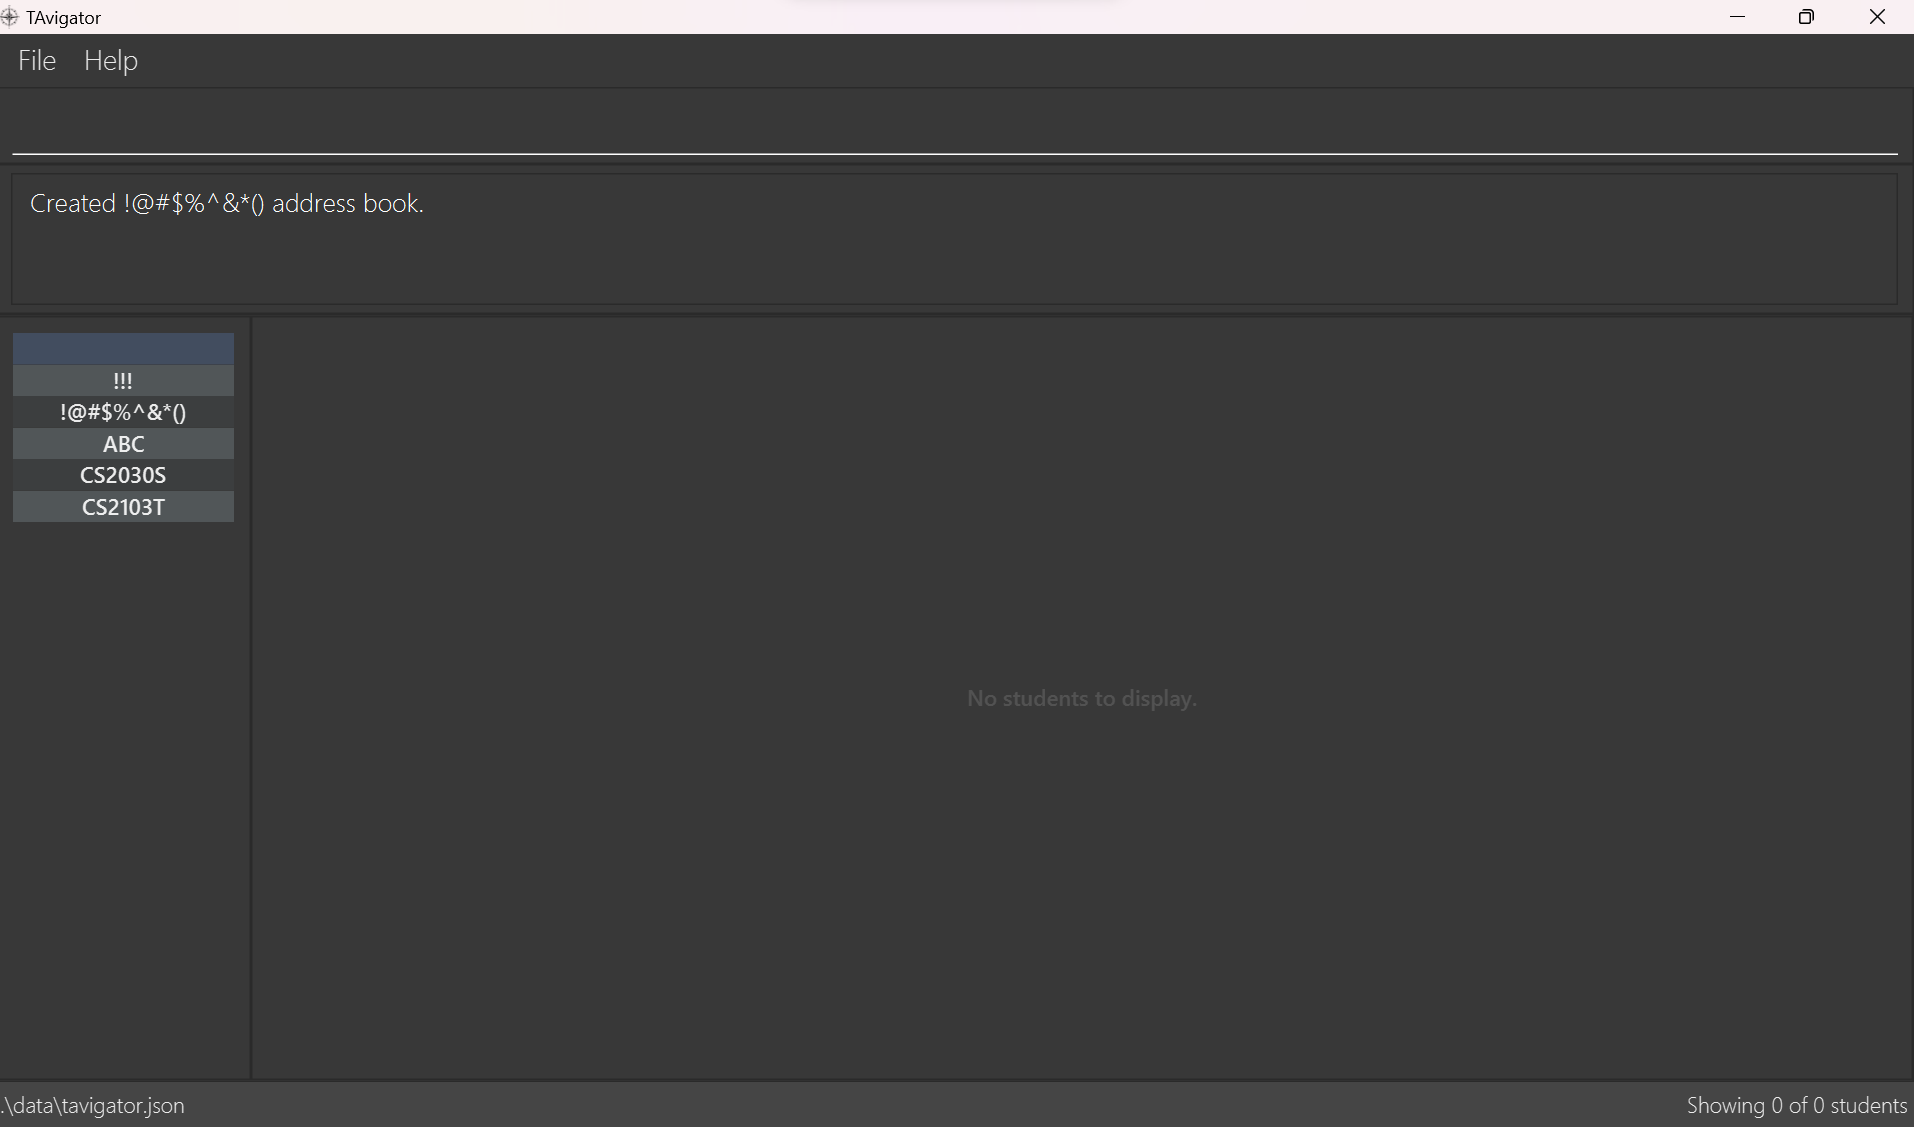 TAvigator
File Help
Created !@#$%^&*() address book.
!!!
!@#$%^&*()
ABC
CS2030S
CS2103T
No students to display.
.\data\tavigator.json
Showing 0 of 0 students